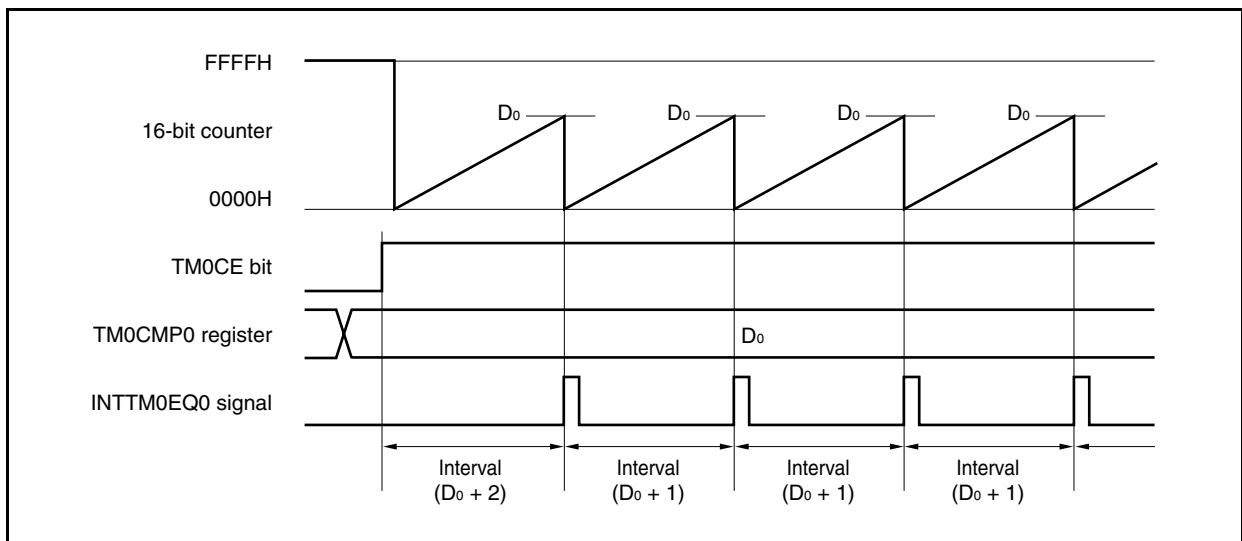 FFFFH
D0 D0 D0 D0
16-bit counter
0000H
TM0CE bit
TM0CMP0 register
D0
INTTM0EQ0 signal
Interval
(D0 + 2)
Interval
(D0 + 1)
Interval
(D0 + 1)
Interval
(D0 + 1)